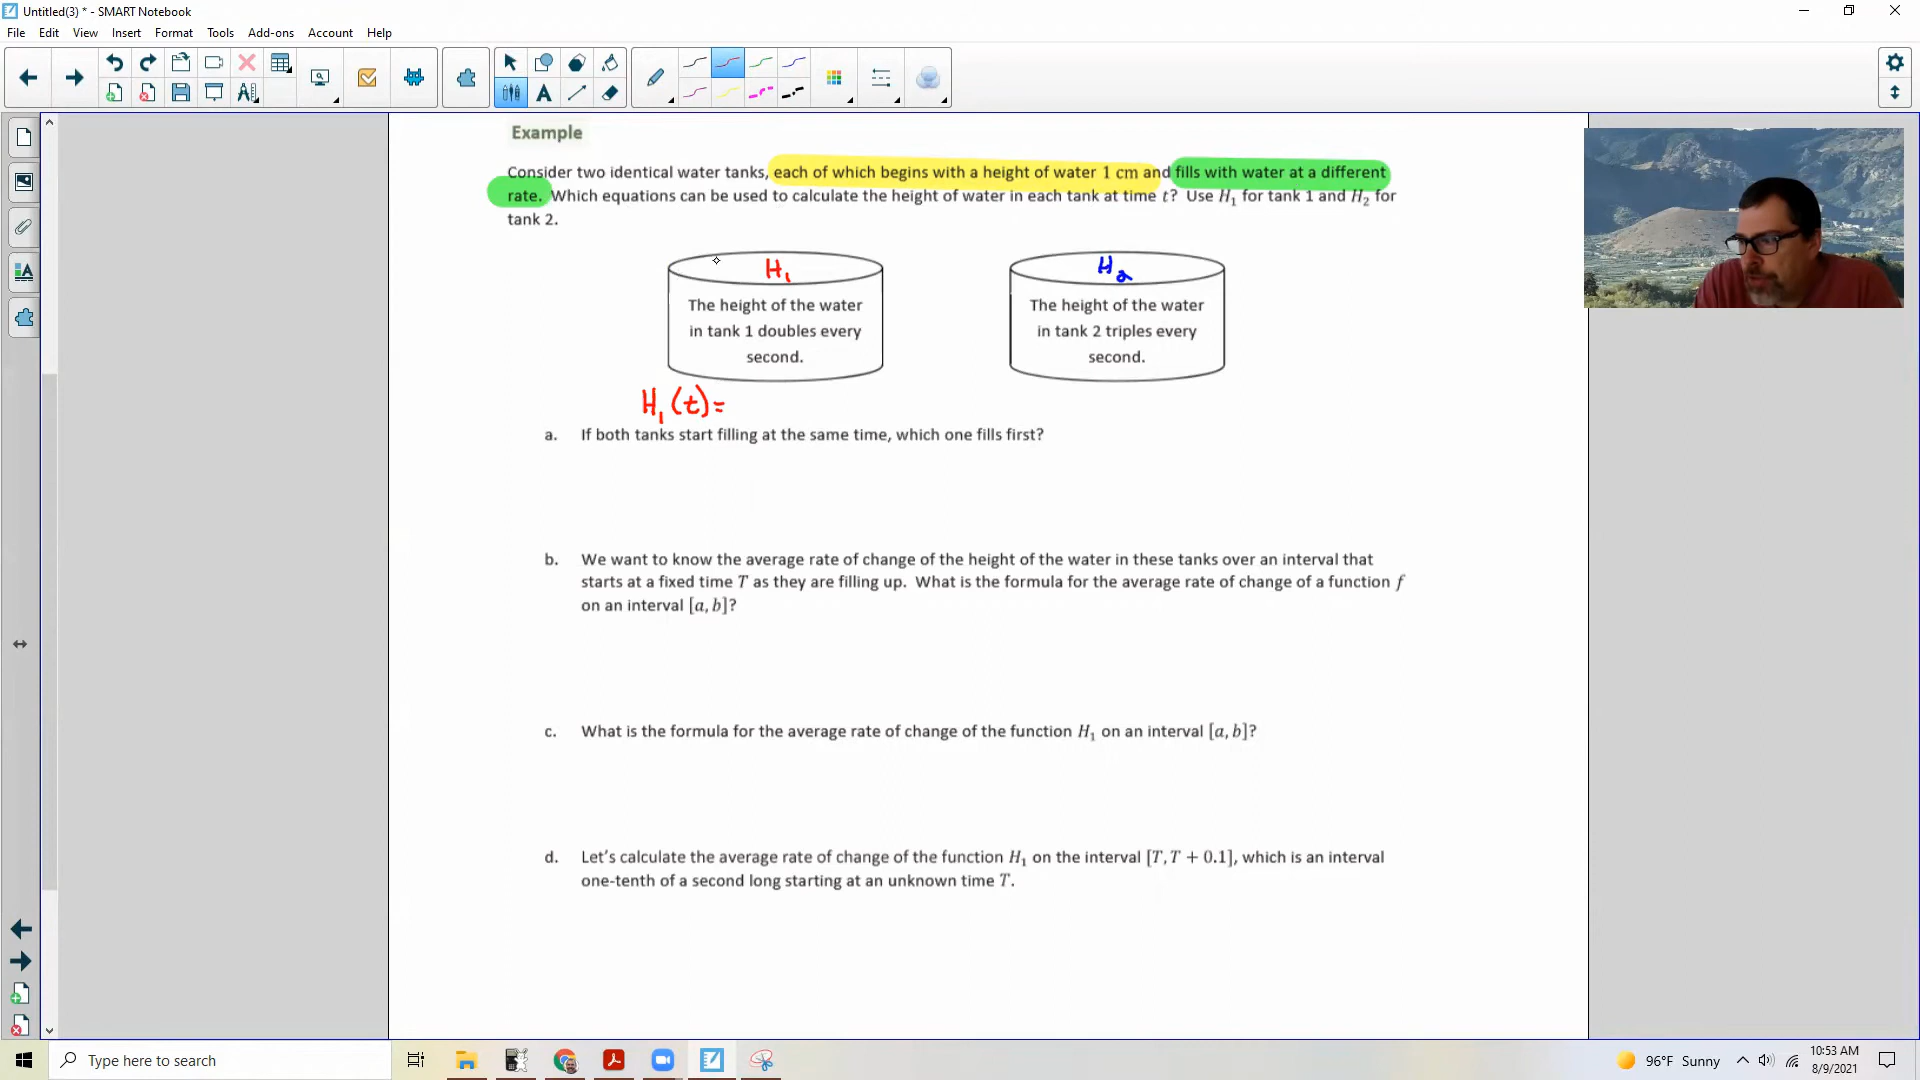 Untitled(3) * - SMART Notebook
File Edit View Insert Format Tools Add-ons Account Help
Example
Consider two identical water tanks, each of which begins with a height of water 1 cm and fills with water at a different
rate. Which equations can be used to calculate the height of water in each tank at time t? Use H₁ for tank 1 and H₂ for
tank 2.
H₁
The height of the water
in tank 1 doubles every
second.
H₂
The height of the water
in tank 2 triples every
second.
H₁(t)=
a. If both tanks start filling at the same time, which one fills first?
b. We want to know the average rate of change of the height of the water in these tanks over an interval that
starts at a fixed time T as they are filling up. What is the formula for the average rate of change of a function f
on an interval [a, b]?
c. What is the formula for the average rate of change of the function H₁ on an interval [a, b]?
d. Let's calculate the average rate of change of the function H₁ on the interval [T, T + 0.1], which is an interval
one-tenth of a second long starting at an unknown time T.
Type here to search
96°F Sunny
10:53 AM
8/9/2021